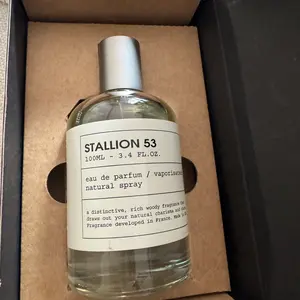 STALLION 53
100ML - 3.4 FL.OZ.
eau de parfum /
natural spray
a distinctive, rich woody fragrance
draws out your natural charisma and
Fragrance developed in France. Made